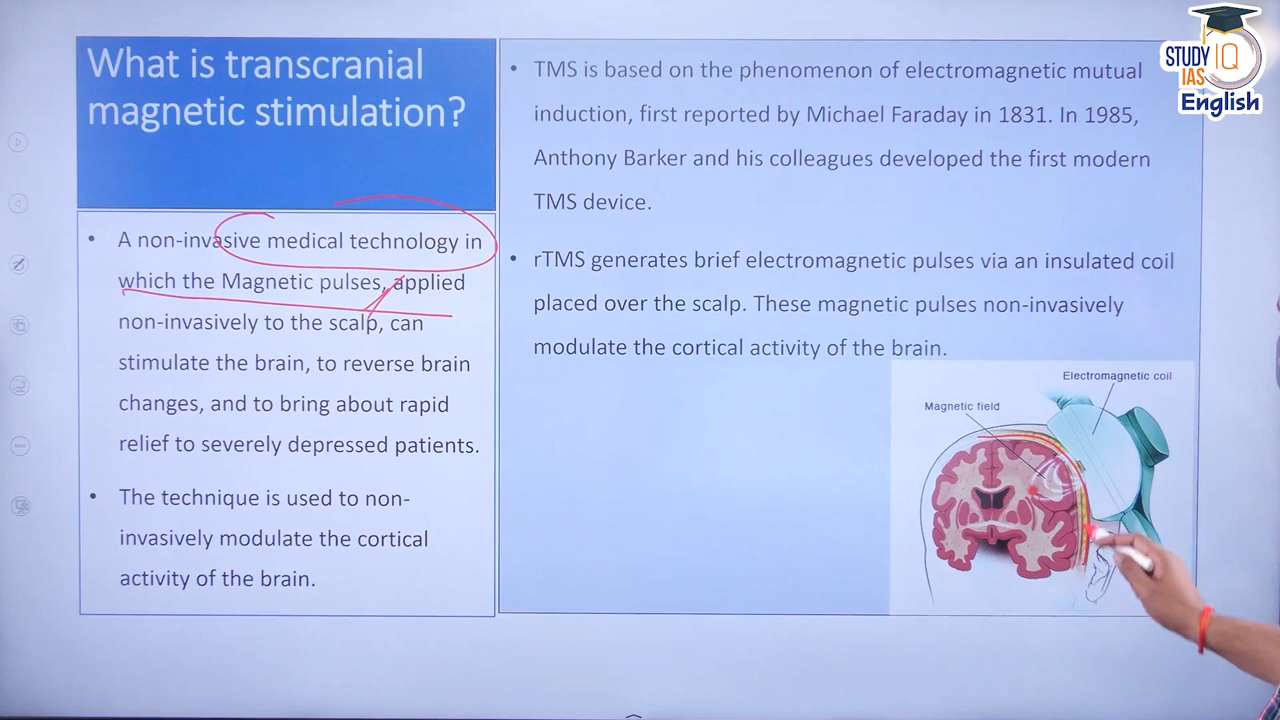 What is transcranial
magnetic stimulation?
• A non-invasive medical technology in
which the Magnetic pulses, applied
non-invasively to the scalp, can
stimulate the brain, to reverse brain
changes, and to bring about rapid
relief to severely depressed patients.
• The technique is used to non-
invasively modulate the cortical
activity of the brain.
• TMS is based on the phenomenon of electromagnetic mutual
induction, first reported by Michael Faraday in 1831. In 1985,
Anthony Barker and his colleagues developed the first modern
TMS device.
• rTMS generates brief electromagnetic pulses via an insulated coil
placed over the scalp. These magnetic pulses non-invasively
modulate the cortical activity of the brain.
Electromagnetic coil
Magnetic field
STUDY IQ
IAS
English